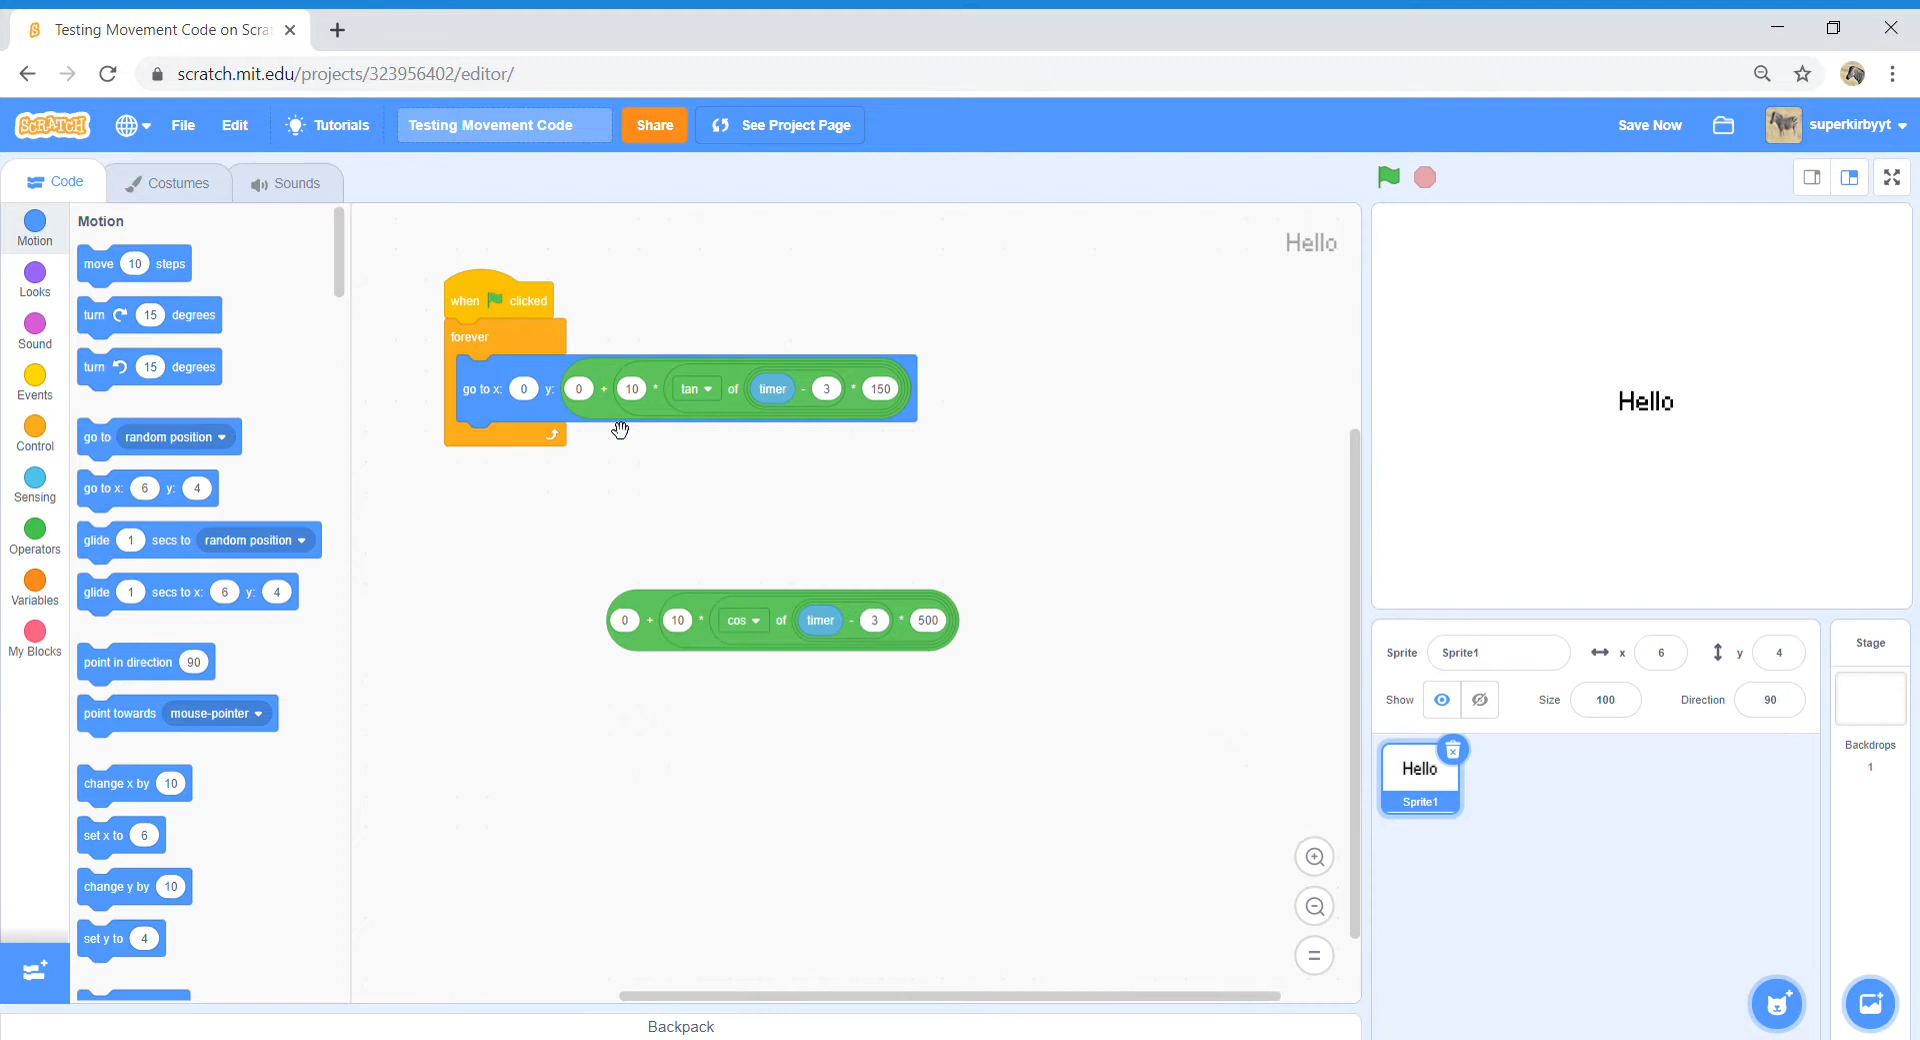 Testing Movement Code on Scra
scratch.mit.edu/projects/323956402/editor/
SCRATCH
File
Edit
Tutorials
Testing Movement Code
Share
See Project Page
Save Now
superkirbyyt
Code
Costumes
Sounds
Motion
Looks
Sound
Events
Control
Sensing
Operators
Variables
My Blocks
Motion
move 10 steps
turn 15 degrees
turn 15 degrees
go to random position
go to x: 6 y: 4
glide 1 secs to random position
glide 1 secs to x: 6 y: 4
point in direction 90
point towards mouse-pointer
change x by 10
set x to 6
change y by 10
set y to 4
Hello
when clicked
forever
go to x: 0 y: 0 + 10 * tan of timer - 3 * 150
0 + 10 * cos of timer - 3 * 500
Backpack
Hello
Sprite Sprite1 x 6 y 4
Show Size 100 Direction 90
Hello
Sprite1
Stage
Backdrops
1